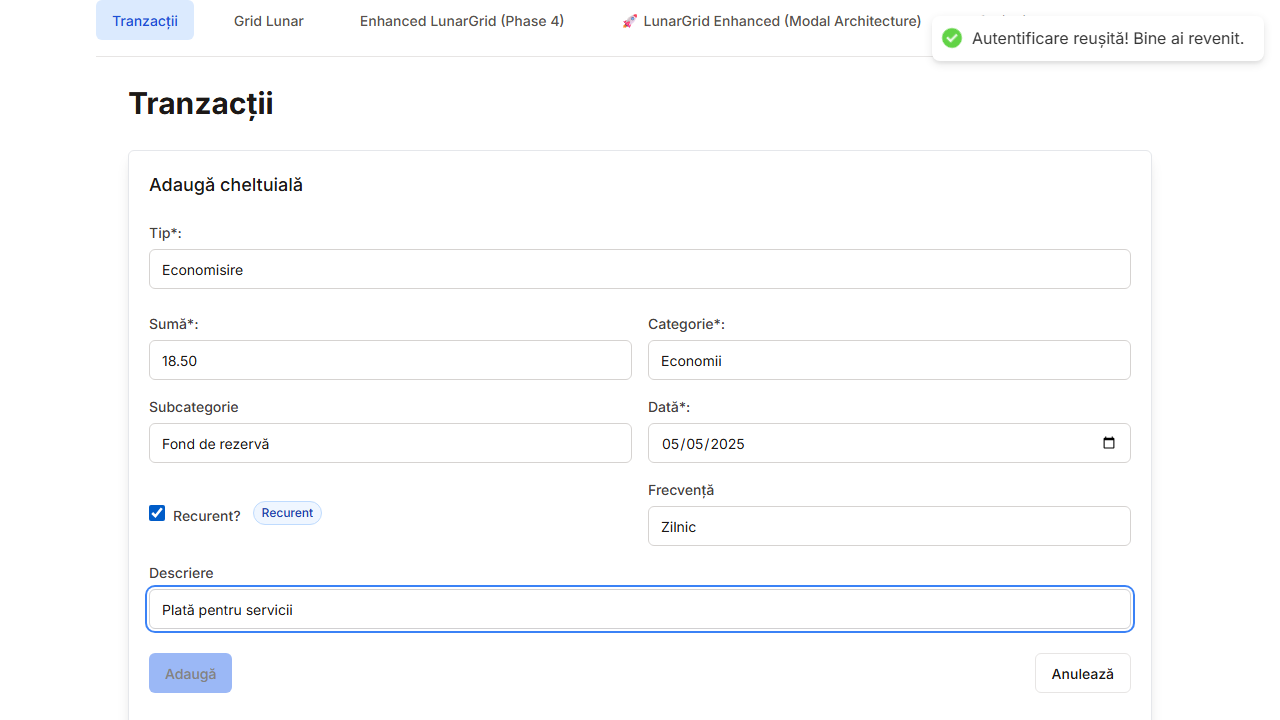 Tranzacții
Grid Lunar
Enhanced LunarGrid (Phase 4)
🚀 LunarGrid Enhanced (Modal Architecture)
Autentificare reușită! Bine ai revenit.
Tranzacții
Adaugă cheltuială
Tip*:
Economisire
Sumă*:
Categorie*:
18.50
Economii
Subcategorie
Dată*:
Fond de rezervă
05/05/2025
Frecvență
Recurent?
Recurent
Zilnic
Descriere
Plată pentru servicii
Adaugă
Anulează